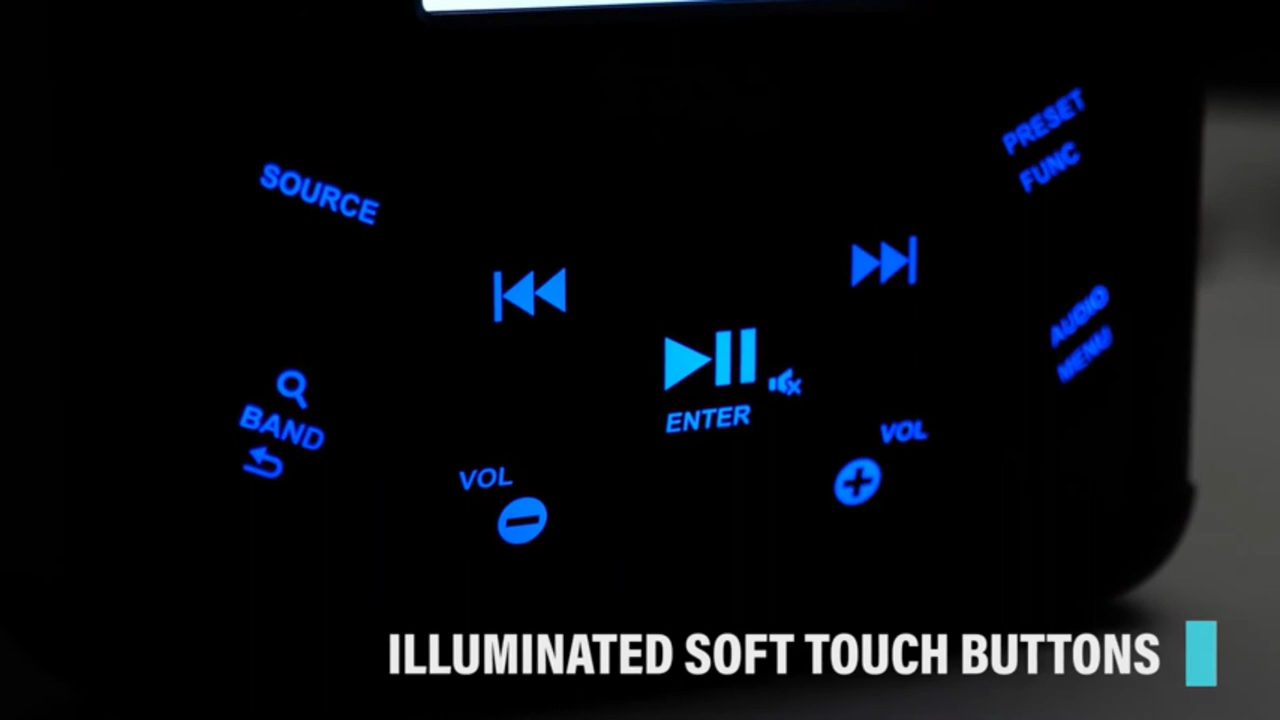 PRESET
FUNC
SOURCE
AUDIO
MENU
BAND
ENTER
VOL
VOL
ILLUMINATED SOFT TOUCH BUTTONS